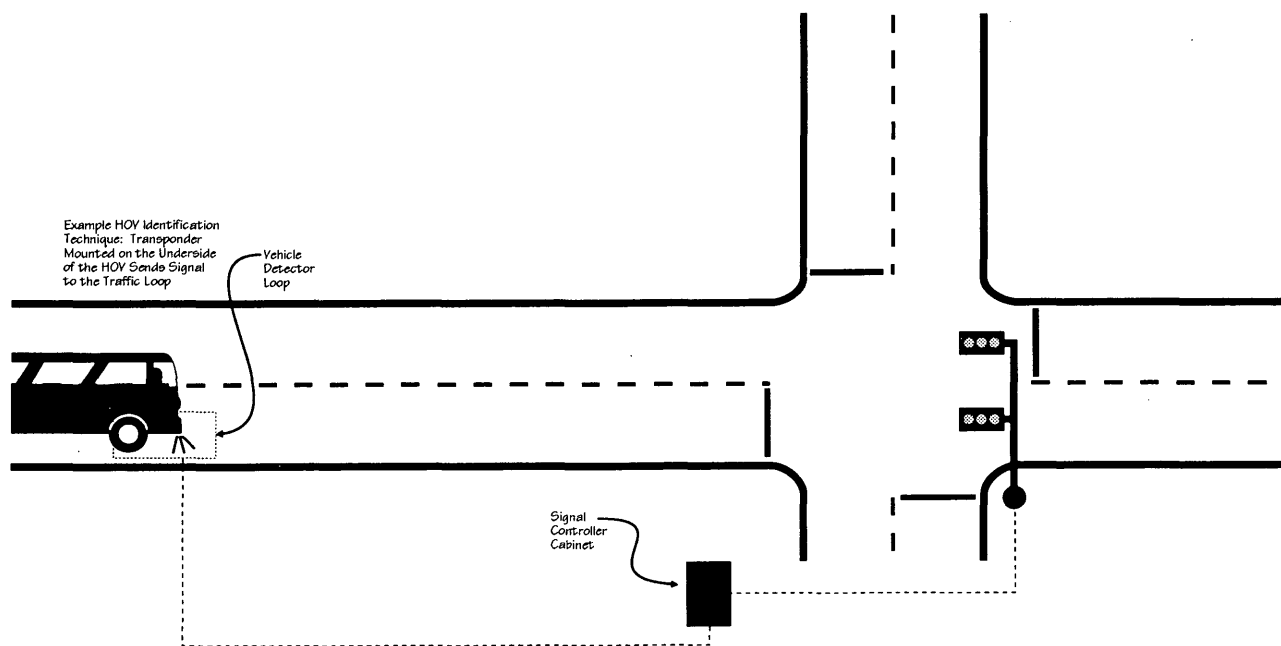 Example HOV Identification
Technique: Transponder
Mounted on the Underside
of the HOV Sends Signal
to the Traffic Loop
Vehicle
Detector
Loop
Signal
Controller
Cabinet